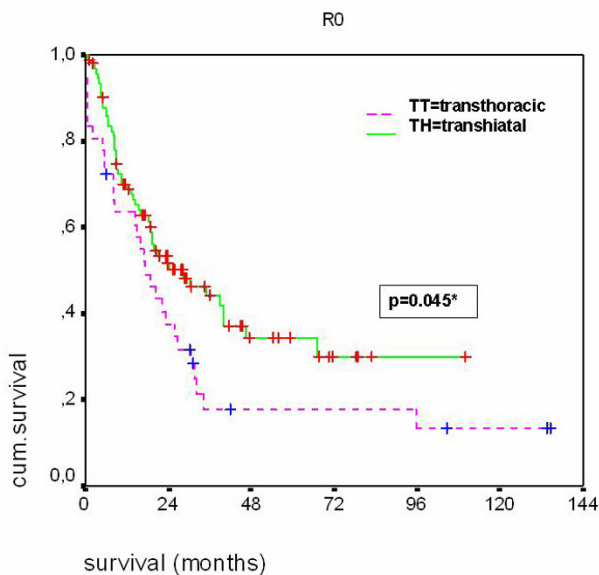 R0
1,0
,8
,6
,4
,2
0,0
cum.survival
TT=transthoracic
TH=transhiatal
p=0.045*
0 24 48 72 96 120 144
survival (months)